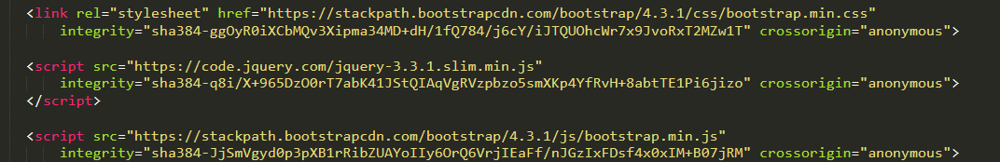 <link rel="stylesheet" href="https://stackpath.bootstrapcdn.com/bootstrap/4.3.1/css/bootstrap.min.css"
integrity="sha384-ggOyR0iXCbMQv3Xipma34MD+dH/1fQ784/j6cY/iJTQUOhcWr7x9JvoRxT2MZw1T" crossorigin="anonymous">
<script src="https://code.jquery.com/jquery-3.3.1.slim.min.js"
integrity="sha384-q8i/X+965DzO0rT7abK41JStQIAqVgRVzpbzo5smXKp4YfRvH+8abtTE1Pi6jizo" crossorigin="anonymous">
</script>
<script src="https://stackpath.bootstrapcdn.com/bootstrap/4.3.1/js/bootstrap.min.js"
integrity="sha384-JjSmVgyd0p3pXB1rRibZUAYoIIy6OrQ6VrjIEaFf/nJGzIxFDsf4x0xIM+B07jRM" crossorigin="anonymous">